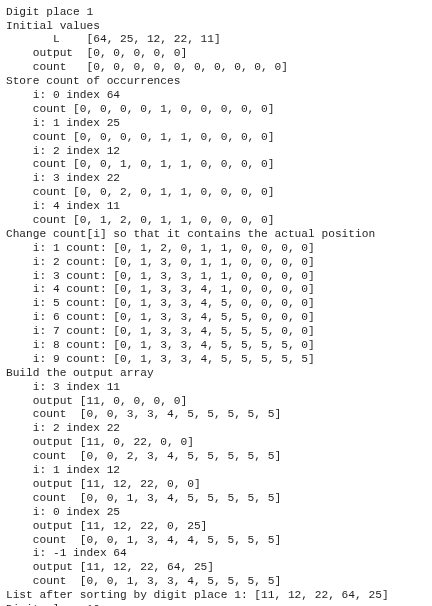 Digit place 1
Initial values
L [64, 25, 12, 22, 11]
output [0, 0, 0, 0, 0]
count [0, 0, 0, 0, 0, 0, 0, 0, 0, 0]
Store count of occurrences
i: 0 index 64
count [0, 0, 0, 0, 1, 0, 0, 0, 0, 0]
i: 1 index 25
count [0, 0, 0, 0, 1, 1, 0, 0, 0, 0]
i: 2 index 12
count [0, 0, 1, 0, 1, 1, 0, 0, 0, 0]
i: 3 index 22
count [0, 0, 2, 0, 1, 1, 0, 0, 0, 0]
i: 4 index 11
count [0, 1, 2, 0, 1, 1, 0, 0, 0, 0]
Change count[i] so that it contains the actual position
i: 1 count: [0, 1, 2, 0, 1, 1, 0, 0, 0, 0]
i: 2 count: [0, 1, 3, 0, 1, 1, 0, 0, 0, 0]
i: 3 count: [0, 1, 3, 3, 1, 1, 0, 0, 0, 0]
i: 4 count: [0, 1, 3, 3, 4, 1, 0, 0, 0, 0]
i: 5 count: [0, 1, 3, 3, 4, 5, 0, 0, 0, 0]
i: 6 count: [0, 1, 3, 3, 4, 5, 5, 0, 0, 0]
i: 7 count: [0, 1, 3, 3, 4, 5, 5, 5, 0, 0]
i: 8 count: [0, 1, 3, 3, 4, 5, 5, 5, 5, 0]
i: 9 count: [0, 1, 3, 3, 4, 5, 5, 5, 5, 5]
Build the output array
i: 3 index 11
output [11, 0, 0, 0, 0]
count [0, 0, 3, 3, 4, 5, 5, 5, 5, 5]
i: 2 index 22
output [11, 0, 22, 0, 0]
count [0, 0, 2, 3, 4, 5, 5, 5, 5, 5]
i: 1 index 12
output [11, 12, 22, 0, 0]
count [0, 0, 1, 3, 4, 5, 5, 5, 5, 5]
i: 0 index 25
output [11, 12, 22, 0, 25]
count [0, 0, 1, 3, 4, 4, 5, 5, 5, 5]
i: -1 index 64
output [11, 12, 22, 64, 25]
count [0, 0, 1, 3, 3, 4, 5, 5, 5, 5]
List after sorting by digit place 1: [11, 12, 22, 64, 25]